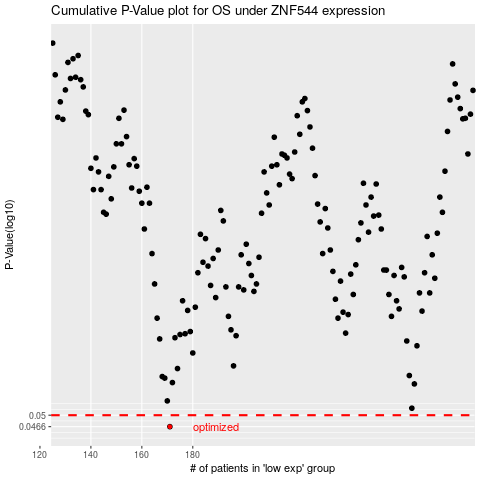 Cumulative P-Value plot for OS under ZNF544 expression
P-Value(log10)
0.05
0.0466
optimized
120 140 160 180
# of patients in 'low exp' group